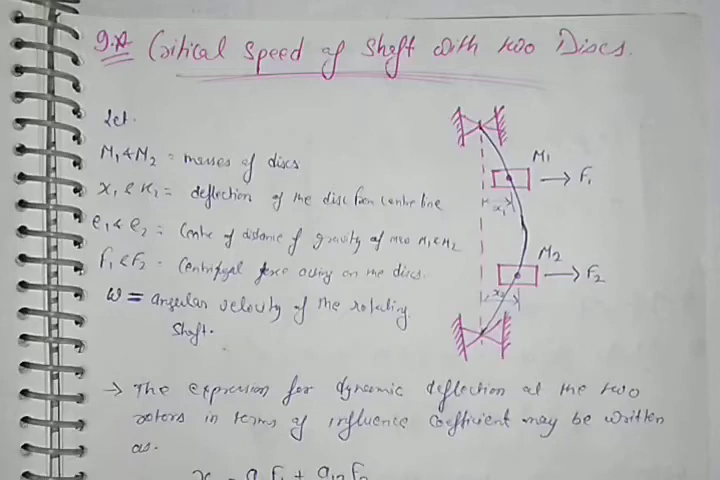 9.A Critical Speed of Shaft with two Discs.
Let.
M₁ & M₂ = masses of discs
x₁ & x₂ = deflection of the disc from centre line
e₁ & e₂ = Centre of distance of gravity of M₁ & M₂
F₁ & F₂ = Centrifugal force acting on the discs.
ω = angular velocity of the rotating
Shaft.
M₁
F₁
x₁
M₂
F₂
x₂
→ The expression for dynamic deflection at the two
rotors in terms of influence coefficient may be written
as.
F₁ + a₁₂ F₂